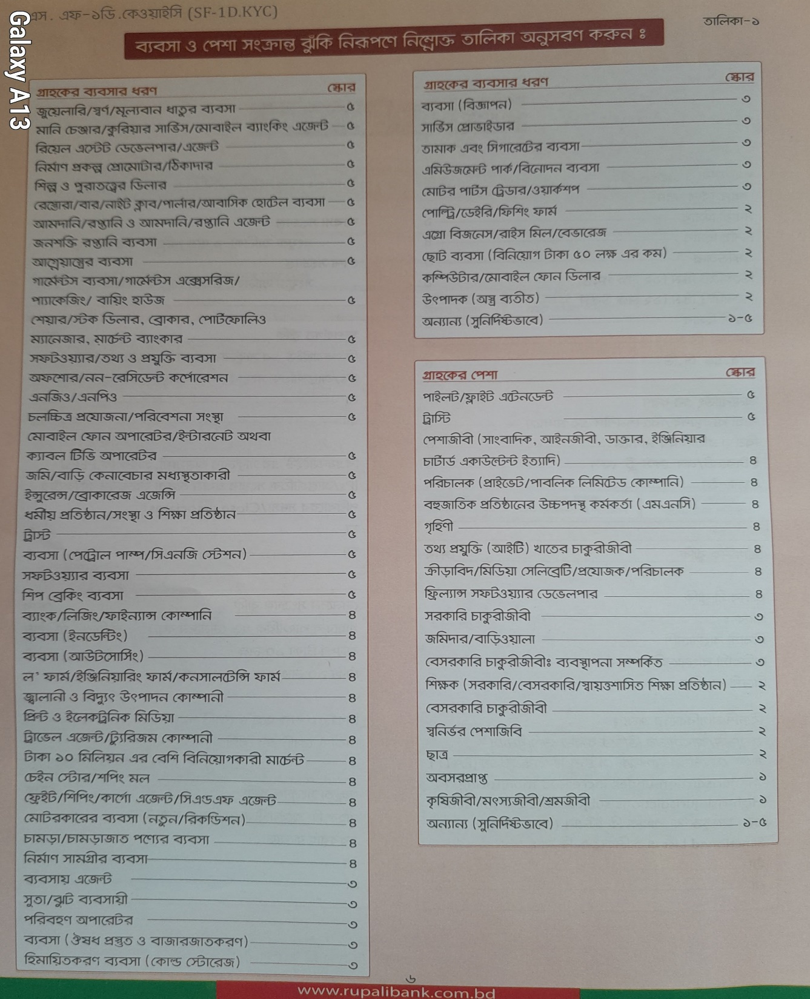 এস. এফ-১ডি.কেওয়াইসি (SF-1D.KYC)
তালিকা-১
ব্যবসা ও পেশা সংক্রান্ত ঝুঁকি নিরূপণে নিম্নোক্ত তালিকা অনুসরণ করুন ঃ
Galaxy A13
গ্রাহকের ব্যবসার ধরণ স্কোর
জুয়েলারি/স্বর্ণ/মূল্যবান ধাতুর ব্যবসা ৫
মানি চেঞ্জার/কুরিয়ার সার্ভিস/মোবাইল ব্যাংকিং এজেন্ট ৫
রিয়েল এস্টেট ডেভেলপার/এজেন্ট ৫
নির্মাণ প্রকল্প প্রোমোটার/ঠিকাদার ৫
শিল্প ও পুরাতত্ত্বের ডিলার ৫
রেস্তোরা/বার/নাইট ক্লাব/পার্লার/আবাসিক হোটেল ব্যবসা ৫
আমদানি/রপ্তানি ও আমদানি/রপ্তানি এজেন্ট ৫
জনশক্তি রপ্তানি ব্যবসা ৫
আগ্নেয়াস্ত্রের ব্যবসা ৫
গার্মেন্টস ব্যবসা/গার্মেন্টস এক্সেসরিজ/
প্যাকেজিং/ বায়িং হাউজ ৫
শেয়ার/স্টক ডিলার, ব্রোকার, পোর্টফোলিও
ম্যানেজার, মার্চেন্ট ব্যাংকার ৫
সফটওয়্যার/তথ্য ও প্রযুক্তি ব্যবসা ৫
অফশোর/নন-রেসিডেন্ট কর্পোরেশন ৫
এনজিও/এনপিও ৫
চলচ্চিত্র প্রযোজনা/পরিবেশনা সংস্থা ৫
মোবাইল ফোন অপারেটর/ইন্টারনেট অথবা
ক্যাবল টিভি অপারেটর ৫
জমি/বাড়ি কেনাবেচার মধ্যস্থতাকারী ৫
ইন্সুরেন্স/ব্রোকারেজ এজেন্সি ৫
ধর্মীয় প্রতিষ্ঠান/সংস্থা ও শিক্ষা প্রতিষ্ঠান ৫
ট্রাস্ট ৫
ব্যবসা (পেট্রোল পাম্প/সিএনজি স্টেশন) ৫
সফটওয়্যার ব্যবসা ৫
শিপ ব্রেকিং ব্যবসা ৫
ব্যাংক/লিজিং/ফাইন্যান্স কোম্পানি ৪
ব্যবসা (ইনডেন্টিং) ৪
ব্যবসা (আউটসোর্সিং) ৪
ল' ফার্ম/ইঞ্জিনিয়ারিং ফার্ম/কনসালটেন্সি ফার্ম ৪
জ্বালানী ও বিদ্যুৎ উৎপাদন কোম্পানী ৪
প্রিন্ট ও ইলেকট্রনিক মিডিয়া ৪
ট্রাভেল এজেন্ট/ট্যুরিজম কোম্পানী ৪
টাকা ১০ মিলিয়ন এর বেশি বিনিয়োগকারী মার্চেন্ট ৪
চেইন স্টোর/শপিং মল ৪
ফ্রেইট/শিপিং/কার্গো এজেন্ট/সিএন্ডএফ এজেন্ট ৪
মোটরকারের ব্যবসা (নতুন/রিকন্ডিশন) ৪
চামড়া/চামড়াজাত পণ্যের ব্যবসা ৪
নির্মাণ সামগ্রীর ব্যবসা ৪
ব্যবসায় এজেন্ট ৩
সুতা/ঝুট ব্যবসায়ী ৩
পরিবহণ অপারেটর ৩
ব্যবসা (ঔষধ প্রস্তুত ও বাজারজাতকরণ) ৩
হিমায়িতকরণ ব্যবসা (কোল্ড স্টোরেজ) ৩
গ্রাহকের ব্যবসার ধরণ স্কোর
ব্যবসা (বিজ্ঞাপন) ৩
সার্ভিস প্রোভাইডার ৩
তামাক এবং সিগারেটের ব্যবসা ৩
এমিউজমেন্ট পার্ক/বিনোদন ব্যবসা ৩
মোটর পার্টস ট্রেডার/ওয়ার্কশপ ৩
পোল্ট্রি/ডেইরি/ফিশিং ফার্ম ২
এগ্রো বিজনেস/রাইস মিল/বেভারেজ ২
ছোট ব্যবসা (বিনিয়োগ টাকা ৫০ লক্ষ এর কম) ২
কম্পিউটার/মোবাইল ফোন ডিলার ২
উৎপাদক (অস্ত্র ব্যতীত) ২
অন্যান্য (সুনির্দিষ্টভাবে) ১-৫
গ্রাহকের পেশা স্কোর
পাইলট/ফ্লাইট এটেনডেন্ট ৫
ট্রাস্টি ৫
পেশাজীবী (সাংবাদিক, আইনজীবী, ডাক্তার, ইঞ্জিনিয়ার
চার্টার্ড একাউন্টেন্ট ইত্যাদি) ৪
পরিচালক (প্রাইভেট/পাবলিক লিমিটেড কোম্পানি) ৪
বহুজাতিক প্রতিষ্ঠানের উচ্চপদস্থ কর্মকর্তা (এমএনসি) ৪
গৃহিণী ৪
তথ্য প্রযুক্তি (আইটি) খাতের চাকুরীজীবী ৪
ক্রীড়াবিদ/মিডিয়া সেলিব্রেটি/প্রযোজক/পরিচালক ৪
ফ্রিল্যান্স সফটওয়্যার ডেভেলপার ৪
সরকারি চাকুরীজীবী ৩
জমিদার/বাড়িওয়ালা ৩
বেসরকারি চাকুরীজীবীঃ ব্যবস্থাপনা সম্পর্কিত ৩
শিক্ষক (সরকারি/বেসরকারি/স্বায়ত্তশাসিত শিক্ষা প্রতিষ্ঠান) ২
বেসরকারি চাকুরীজীবী ২
স্বনির্ভর পেশাজিবি ২
ছাত্র ২
অবসরপ্রাপ্ত ১
কৃষিজীবী/মৎস্যজীবী/শ্রমজীবী ১
অন্যান্য (সুনির্দিষ্টভাবে) ১-৫
৬
www.rupalibank.com.bd